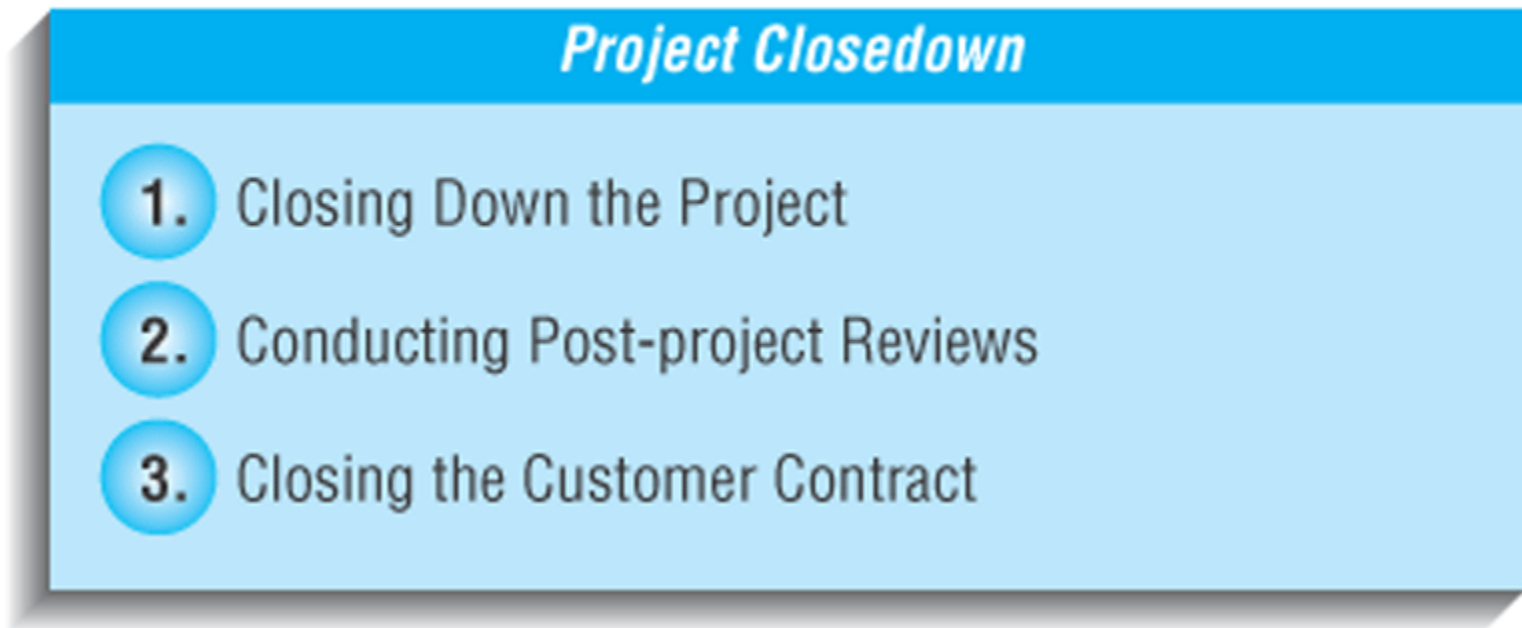 Project Closedown
1. Closing Down the Project
2. Conducting Post-project Reviews
3. Closing the Customer Contract